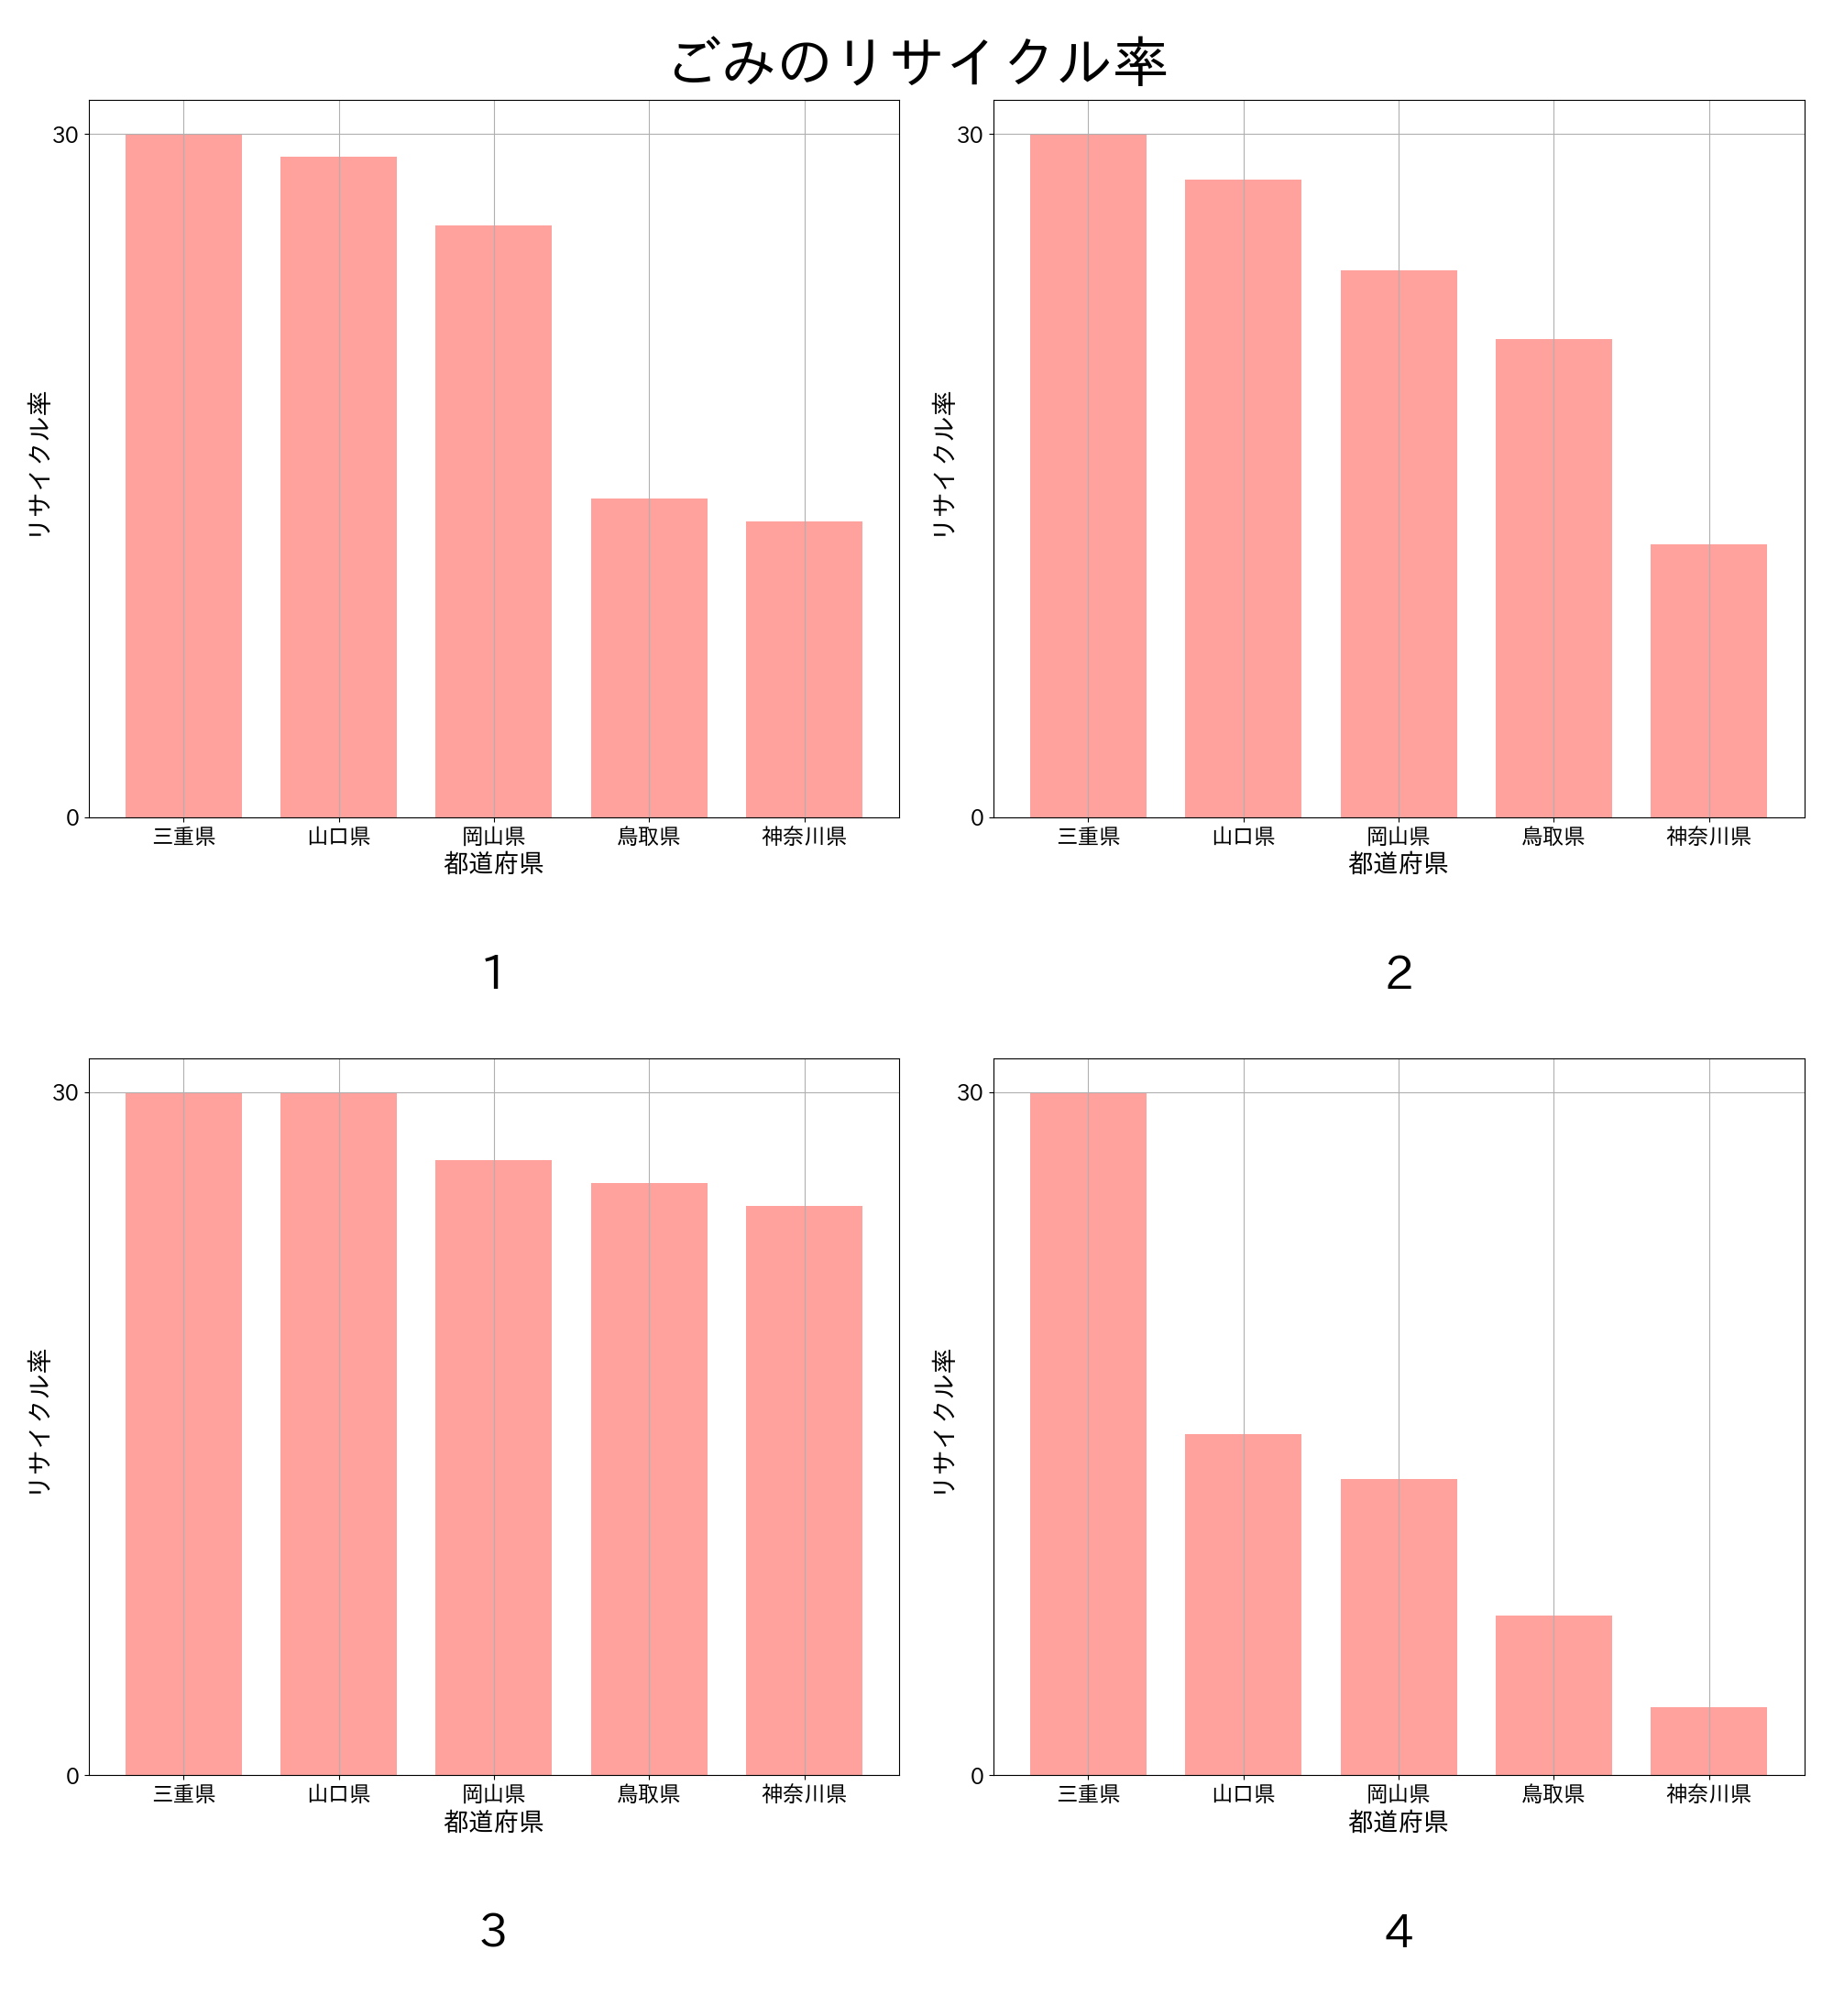 ごみのリサイクル率
30
0
リサイクル率
三重県 山口県 岡山県 鳥取県 神奈川県
都道府県
1
30
0
リサイクル率
三重県 山口県 岡山県 鳥取県 神奈川県
都道府県
2
30
0
リサイクル率
三重県 山口県 岡山県 鳥取県 神奈川県
都道府県
3
30
0
リサイクル率
三重県 山口県 岡山県 鳥取県 神奈川県
都道府県
4